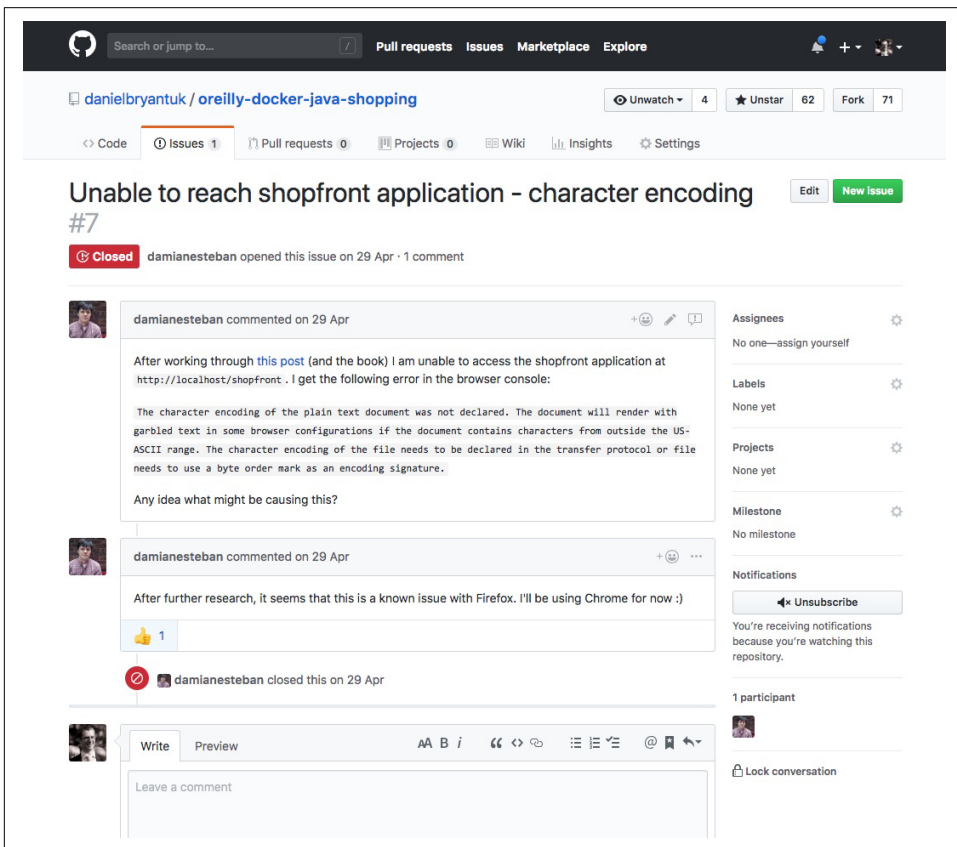 Search or jump to... /
Pull requests Issues Marketplace Explore
danielbryantuk / oreilly-docker-java-shopping
Unwatch 4 Unstar 62 Fork 71
Code Issues 1 Pull requests 0 Projects 0 Wiki Insights Settings
Unable to reach shopfront application - character encoding
#7
Edit New issue
Closed damianesteban opened this issue on 29 Apr · 1 comment
damianesteban commented on 29 Apr
After working through this post (and the book) I am unable to access the shopfront application at
http://localhost/shopfront . I get the following error in the browser console:
The character encoding of the plain text document was not declared. The document will render with
garbled text in some browser configurations if the document contains characters from outside the US-
ASCII range. The character encoding of the file needs to be declared in the transfer protocol or file
needs to use a byte order mark as an encoding signature.
Any idea what might be causing this?
damianesteban commented on 29 Apr
After further research, it seems that this is a known issue with Firefox. I'll be using Chrome for now :)
👍 1
damianesteban closed this on 29 Apr
Write Preview
AA B i
Leave a comment
Assignees
No one—assign yourself
Labels
None yet
Projects
None yet
Milestone
No milestone
Notifications
Unsubscribe
You're receiving notifications
because you're watching this
repository.
1 participant
Lock conversation